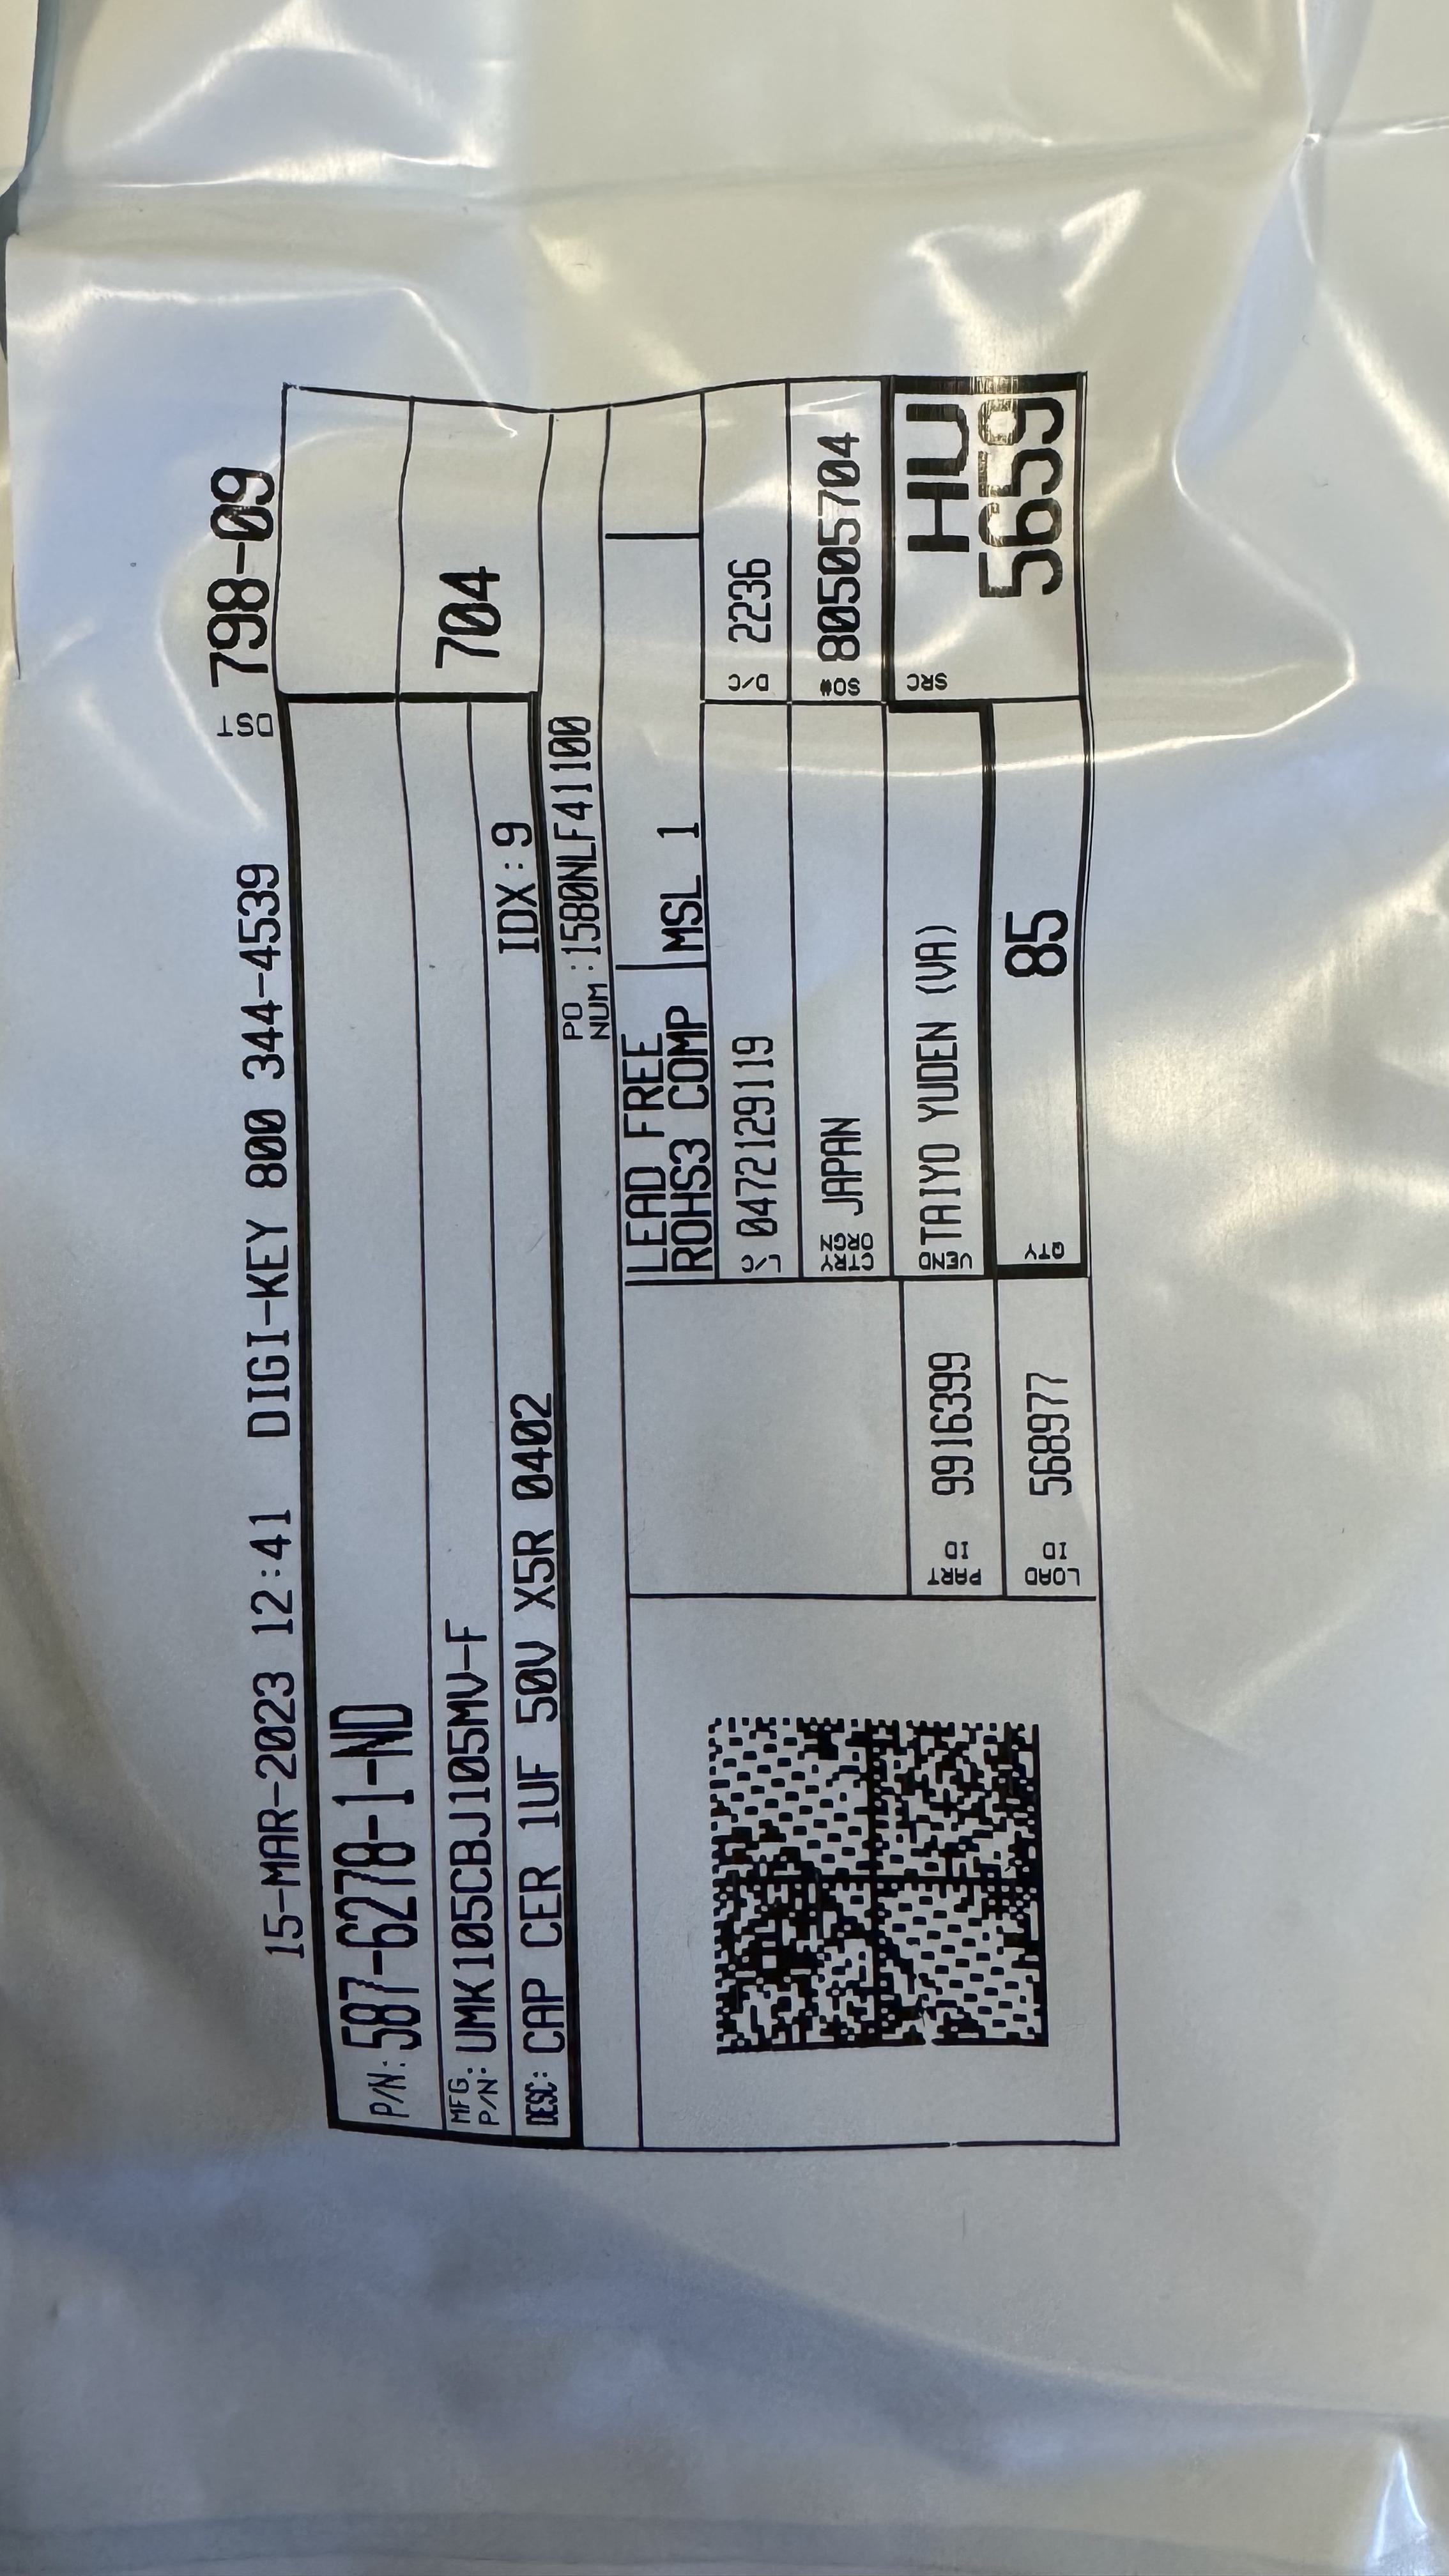 15-MAR-2023 12:41 DIGI-KEY 800 344-4539 DST 798-09
P/N: 587-6278-1-ND
MFG. P/N: UMK105CBJ105MV-F 704
DESC: CAP CER 1UF 50V X5R 0402 IDX: 9
PO NUM :1580NLF41100
LEAD FREE
ROHS3 COMP MSL 1
L/C 0472129119 D/C 2236
CTRY ORGN JAPAN SO# 80505704
PART ID 9916399 VEND TAIYO YUDEN (VA) SRC HU
LOAD ID 568977 QTY 85 5659